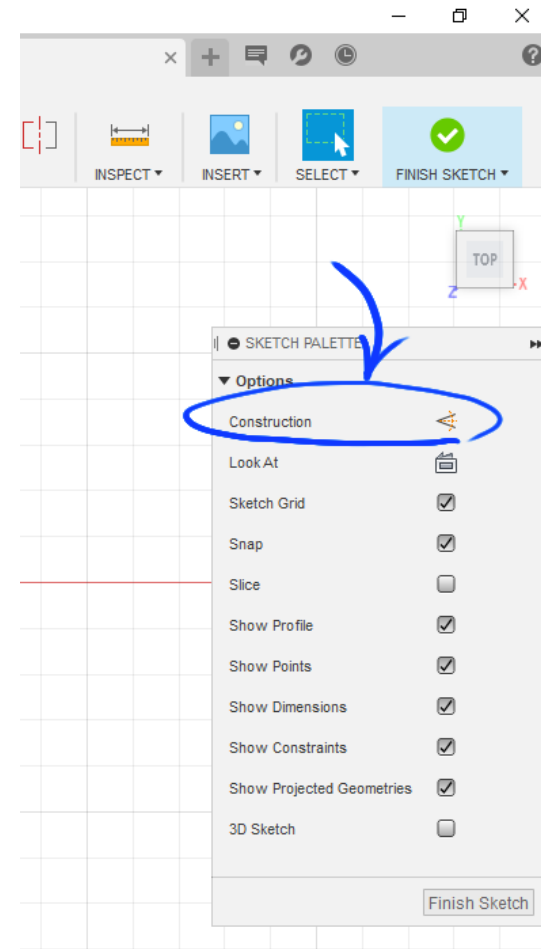 INSPECT ▼ INSERT ▼ SELECT ▼ FINISH SKETCH ▼
Y
TOP
X
Z
SKETCH PALETTE
▼ Options
Construction
Look At
Sketch Grid
Snap
Slice
Show Profile
Show Points
Show Dimensions
Show Constraints
Show Projected Geometries
3D Sketch
Finish Sketch